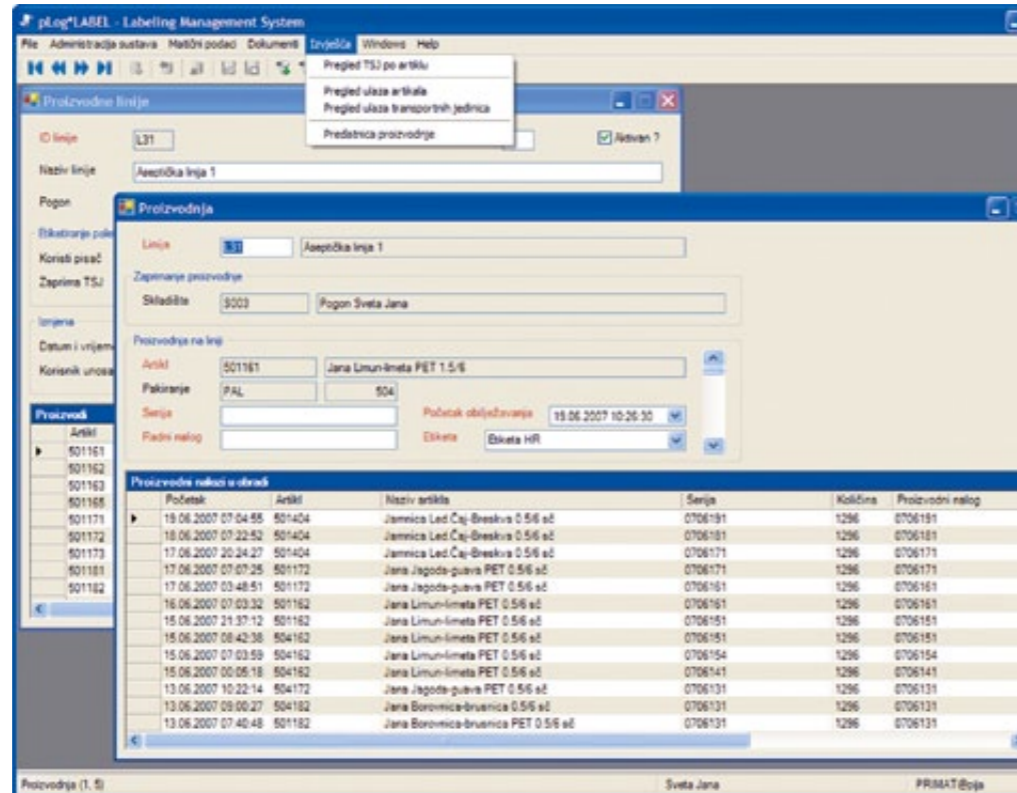 pLog*LABEL - Labeling Management System
File Administracija sustava Matični podaci Dokumenti Izvješća Windows Help
Pregled TSJ po artiklu
Pregled ulaza artikala
Pregled ulaza transportnih jedinica
Predatnica proizvodnje
Proizvodne linije
ID linije L31 Aktivan ?
Naziv linije Aseptička linija 1
Pogon
Etiketiranje pale
Koristi pisač
Zaprima TSJ
Izmjena
Datum i vrijem
Korisnik unosa
Proizvodi
Artikl
501161
501162
501163
501165
501171
501172
501173
501181
501182
Proizvodnja
Linija L31 Aseptička linija 1
Zaprimanje proizvodnje
Skladište S003 Pogon Sveta Jana
Proizvodnja na liniji
Artikl 501161 Jana Limun-limeta PET 1.5/6
Pakiranje PAL 504
Serija Početak obilježavanja 15.06.2007 10:26:30
Radni nalog Etiketa Etiketa HR
Proizvodni nalozi u obradi
Početak Artikl Naziv artikla Serija Količina Proizvodni nalog
19.06.2007 07:04:55 501404 Jamnica Led.Čaj-Breskva 0.5/6 sč 0706191 1296 0706191
18.06.2007 07:22:52 501404 Jamnica Led.Čaj-Breskva 0.5/6 sč 0706181 1296 0706181
17.06.2007 20:24:27 501404 Jamnica Led.Čaj-Breskva 0.5/6 sč 0706171 1296 0706171
17.06.2007 07:07:25 501172 Jana Jagoda-guava PET 0.5/6 sč 0706171 1296 0706171
17.06.2007 03:48:51 501172 Jana Jagoda-guava PET 0.5/6 sč 0706161 1296 0706161
16.06.2007 07:03:32 501162 Jana Limun-limeta PET 0.5/6 sč 0706161 1296 0706161
15.06.2007 21:37:12 501162 Jana Limun-limeta PET 0.5/6 sč 0706151 1296 0706151
15.06.2007 08:42:38 504162 Jana Limun-limeta PET 0.5/6 sč 0706151 1296 0706151
15.06.2007 07:03:59 504162 Jana Limun-limeta PET 0.5/6 sč 0706154 1296 0706154
15.06.2007 00:05:18 504162 Jana Limun-limeta PET 0.5/6 sč 0706141 1296 0706141
13.06.2007 10:22:14 504172 Jana Jagoda-guava PET 0.5/6 sč 0706131 1296 0706131
13.06.2007 09:00:27 504182 Jana Borovnica-brusnica 0.5/6 sč 0706131 1296 0706131
13.06.2007 07:40:48 501182 Jana Borovnica-brusnica PET 0.5/6 sč 0706131 1296 0706131
Proizvodnja (1, 5) Sveta Jana PRIMAT@pija